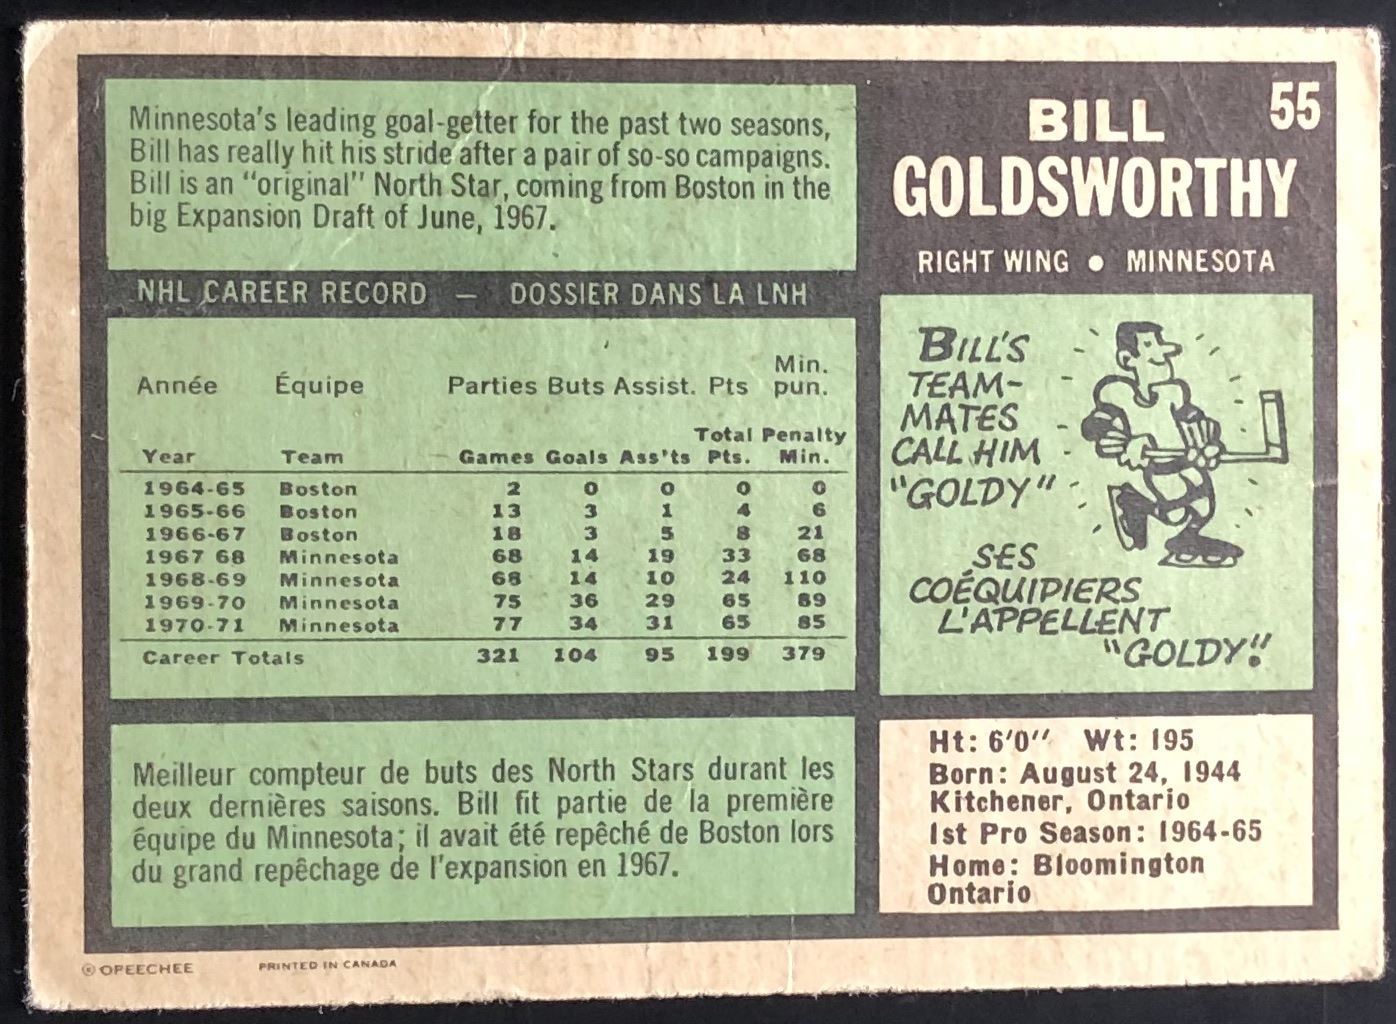 Minnesota's leading goal-getter for the past two seasons,
Bill has really hit his stride after a pair of so-so campaigns.
Bill is an "original" North Star, coming from Boston in the
big Expansion Draft of June, 1967.
55
BILL
GOLDSWORTHY
RIGHT WING ● MINNESOTA
NHL CAREER RECORD — DOSSIER DANS LA LNH
Année Équipe Parties Buts Assist. Pts Min. pun.
Year Team Games Goals Ass'ts Total Pts. Penalty Min.
1964-65 Boston 2 0 0 0 0
1965-66 Boston 13 3 1 4 6
1966-67 Boston 18 3 5 8 21
1967 68 Minnesota 68 14 19 33 68
1968-69 Minnesota 68 14 10 24 110
1969-70 Minnesota 75 36 29 65 89
1970-71 Minnesota 77 34 31 65 85
Career Totals 321 104 95 199 379
BILL'S
TEAM-
MATES
CALL HIM
"GOLDY"
SES
COÉQUIPIERS
L'APPELLENT
"GOLDY"!
Meilleur compteur de buts des North Stars durant les
deux dernières saisons. Bill fit partie de la première
équipe du Minnesota; il avait été repêché de Boston lors
du grand repêchage de l'expansion en 1967.
Ht: 6'0" Wt: 195
Born: August 24, 1944
Kitchener, Ontario
1st Pro Season: 1964-65
Home: Bloomington
Ontario
© OPEECHEE PRINTED IN CANADA